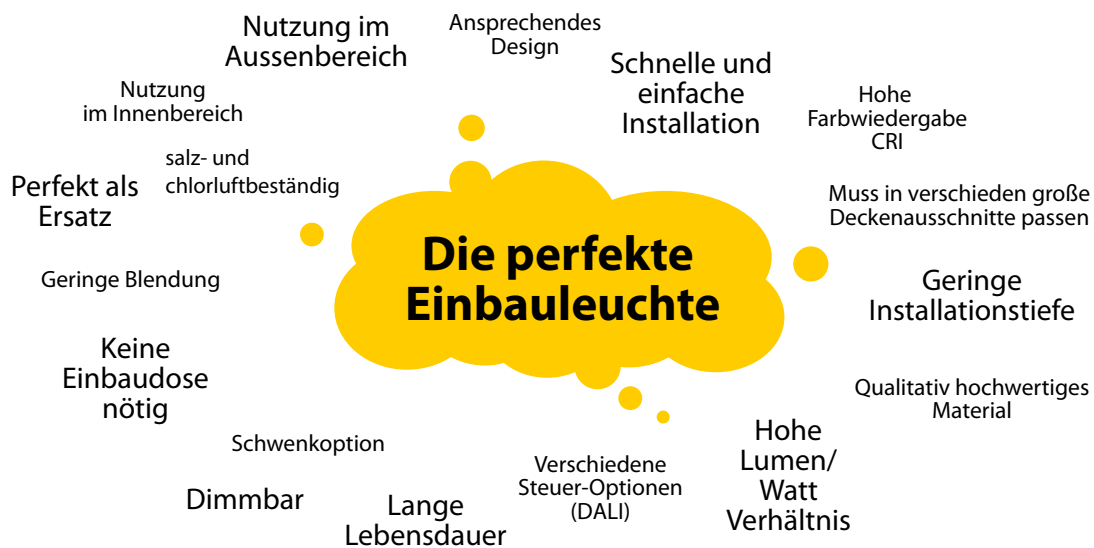 Nutzung im
Aussenbereich
Ansprechendes
Design
Schnelle und
einfache
Installation
Hohe
Farbwiedergabe
CRI
Nutzung
im Innenbereich
salz- und
chlorluftbeständig
Perfekt als
Ersatz
Muss in verschieden große
Deckenausschnitte passen
Die perfekte
Einbauleuchte
Geringe Blendung
Geringe
Installationstiefe
Keine
Einbaudose
nötig
Qualitativ hochwertiges
Material
Schwenkoption
Hohe
Lumen/
Watt
Verhältnis
Dimmbar
Lange
Lebensdauer
Verschiedene
Steuer-Optionen
(DALI)